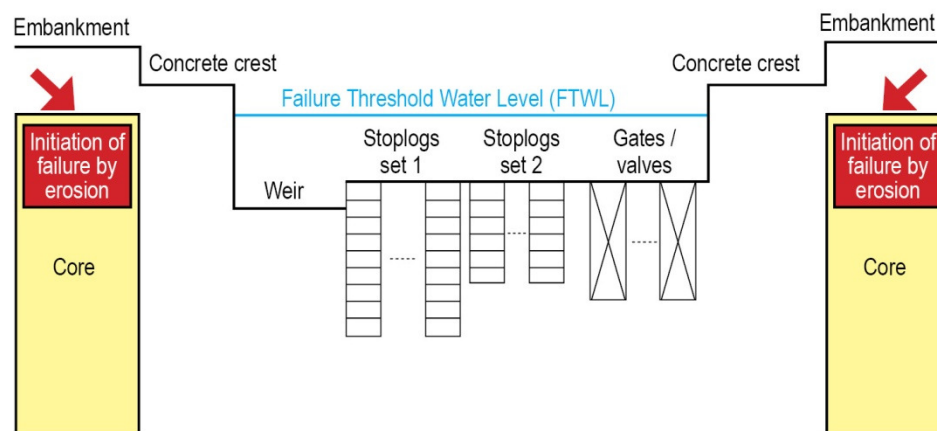 Embankment
Embankment
Concrete crest
Concrete crest
Failure Threshold Water Level (FTWL)
Initiation of
failure by
erosion
Stoplogs
set 1
Stoplogs
set 2
Gates /
valves
Initiation of
failure by
erosion
Weir
Core
Core